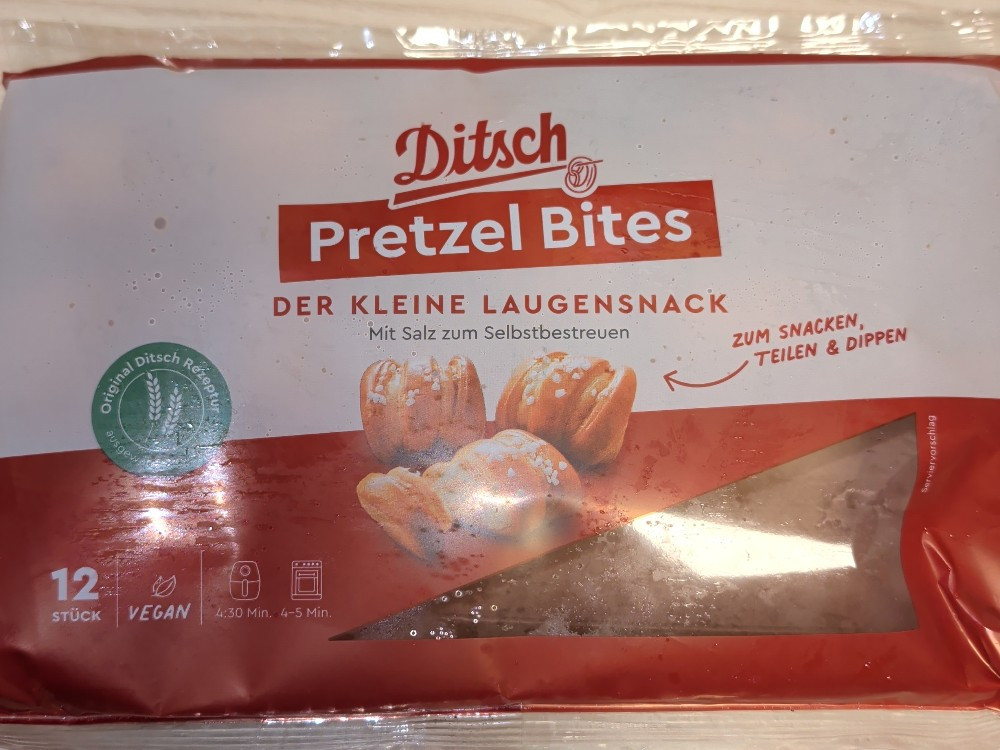 Ditsch
Pretzel Bites
DER KLEINE LAUGENSNACK
Mit Salz zum Selbstbestreuen
ZUM SNACKEN,
TEILEN & DIPPEN
Original Ditsch Rezeptur
Serviervorschlag
12
STÜCK
VEGAN
4:30 Min.
4-5 Min.